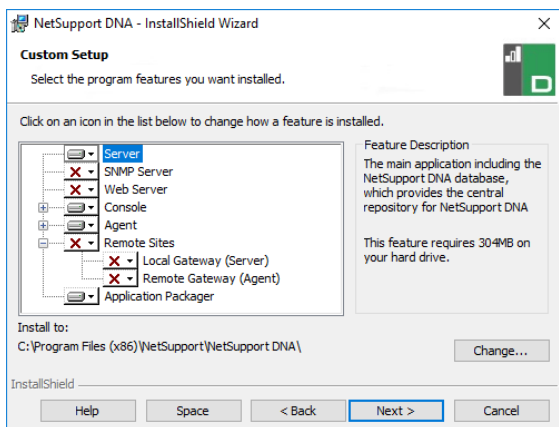 NetSupport DNA - InstallShield Wizard
Custom Setup
Select the program features you want installed.
D
Click on an icon in the list below to change how a feature is installed.
Server
SNMP Server
Web Server
Console
Agent
Remote Sites
Local Gateway (Server)
Remote Gateway (Agent)
Application Packager
Feature Description
The main application including the
NetSupport DNA database,
which provides the central
repository for NetSupport DNA
This feature requires 304MB on
your hard drive.
Install to:
C:\Program Files (x86)\NetSupport\NetSupport DNA\
Change...
InstallShield
Help
Space
< Back
Next >
Cancel